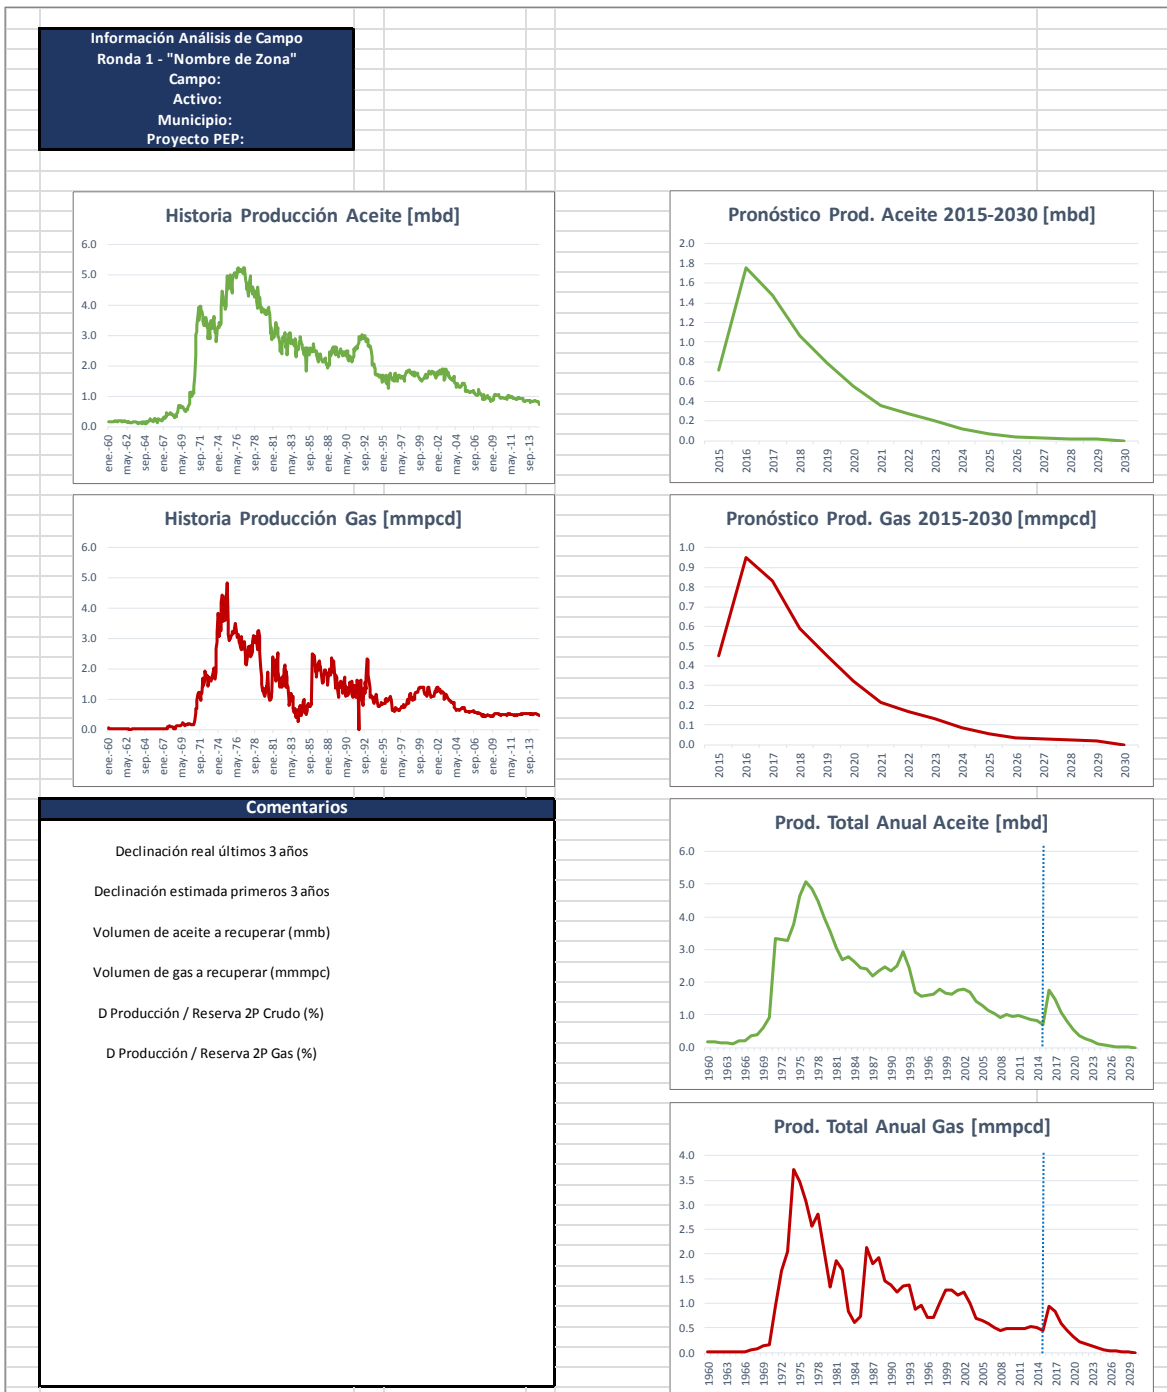 Información Análisis de Campo
Ronda 1 - "Nombre de Zona"
Campo:
Activo:
Municipio:
Proyecto PEP:
Historia Producción Aceite [mbd]
6.0
5.0
4.0
3.0
2.0
1.0
0.0
ene.-60 may.-62 sep.-64 ene.-67 may.-69 sep.-71 ene.-74 may.-76 sep.-78 ene.-81 may.-83 sep.-85 ene.-88 may.-90 sep.-92 ene.-95 may.-97 sep.-99 ene.-02 may.-04 sep.-06 ene.-09 may.-11 sep.-13
Pronóstico Prod. Aceite 2015-2030 [mbd]
2.0
1.8
1.6
1.4
1.2
1.0
0.8
0.6
0.4
0.2
0.0
2015 2016 2017 2018 2019 2020 2021 2022 2023 2024 2025 2026 2027 2028 2029 2030
Historia Producción Gas [mmpcd]
6.0
5.0
4.0
3.0
2.0
1.0
0.0
ene.-60 may.-62 sep.-64 ene.-67 may.-69 sep.-71 ene.-74 may.-76 sep.-78 ene.-81 may.-83 sep.-85 ene.-88 may.-90 sep.-92 ene.-95 may.-97 sep.-99 ene.-02 may.-04 sep.-06 ene.-09 may.-11 sep.-13
Pronóstico Prod. Gas 2015-2030 [mmpcd]
1.0
0.9
0.8
0.7
0.6
0.5
0.4
0.3
0.2
0.1
0.0
2015 2016 2017 2018 2019 2020 2021 2022 2023 2024 2025 2026 2027 2028 2029 2030
Comentarios
Declinación real últimos 3 años
Declinación estimada primeros 3 años
Volumen de aceite a recuperar (mmb)
Volumen de gas a recuperar (mmmpc)
D Producción / Reserva 2P Crudo (%)
D Producción / Reserva 2P Gas (%)
Prod. Total Anual Aceite [mbd]
6.0
5.0
4.0
3.0
2.0
1.0
0.0
1960 1963 1966 1969 1972 1975 1978 1981 1984 1987 1990 1993 1996 1999 2002 2005 2008 2011 2014 2017 2020 2023 2026 2029
Prod. Total Anual Gas [mmpcd]
4.0
3.5
3.0
2.5
2.0
1.5
1.0
0.5
0.0
1960 1963 1966 1969 1972 1975 1978 1981 1984 1987 1990 1993 1996 1999 2002 2005 2008 2011 2014 2017 2020 2023 2026 2029